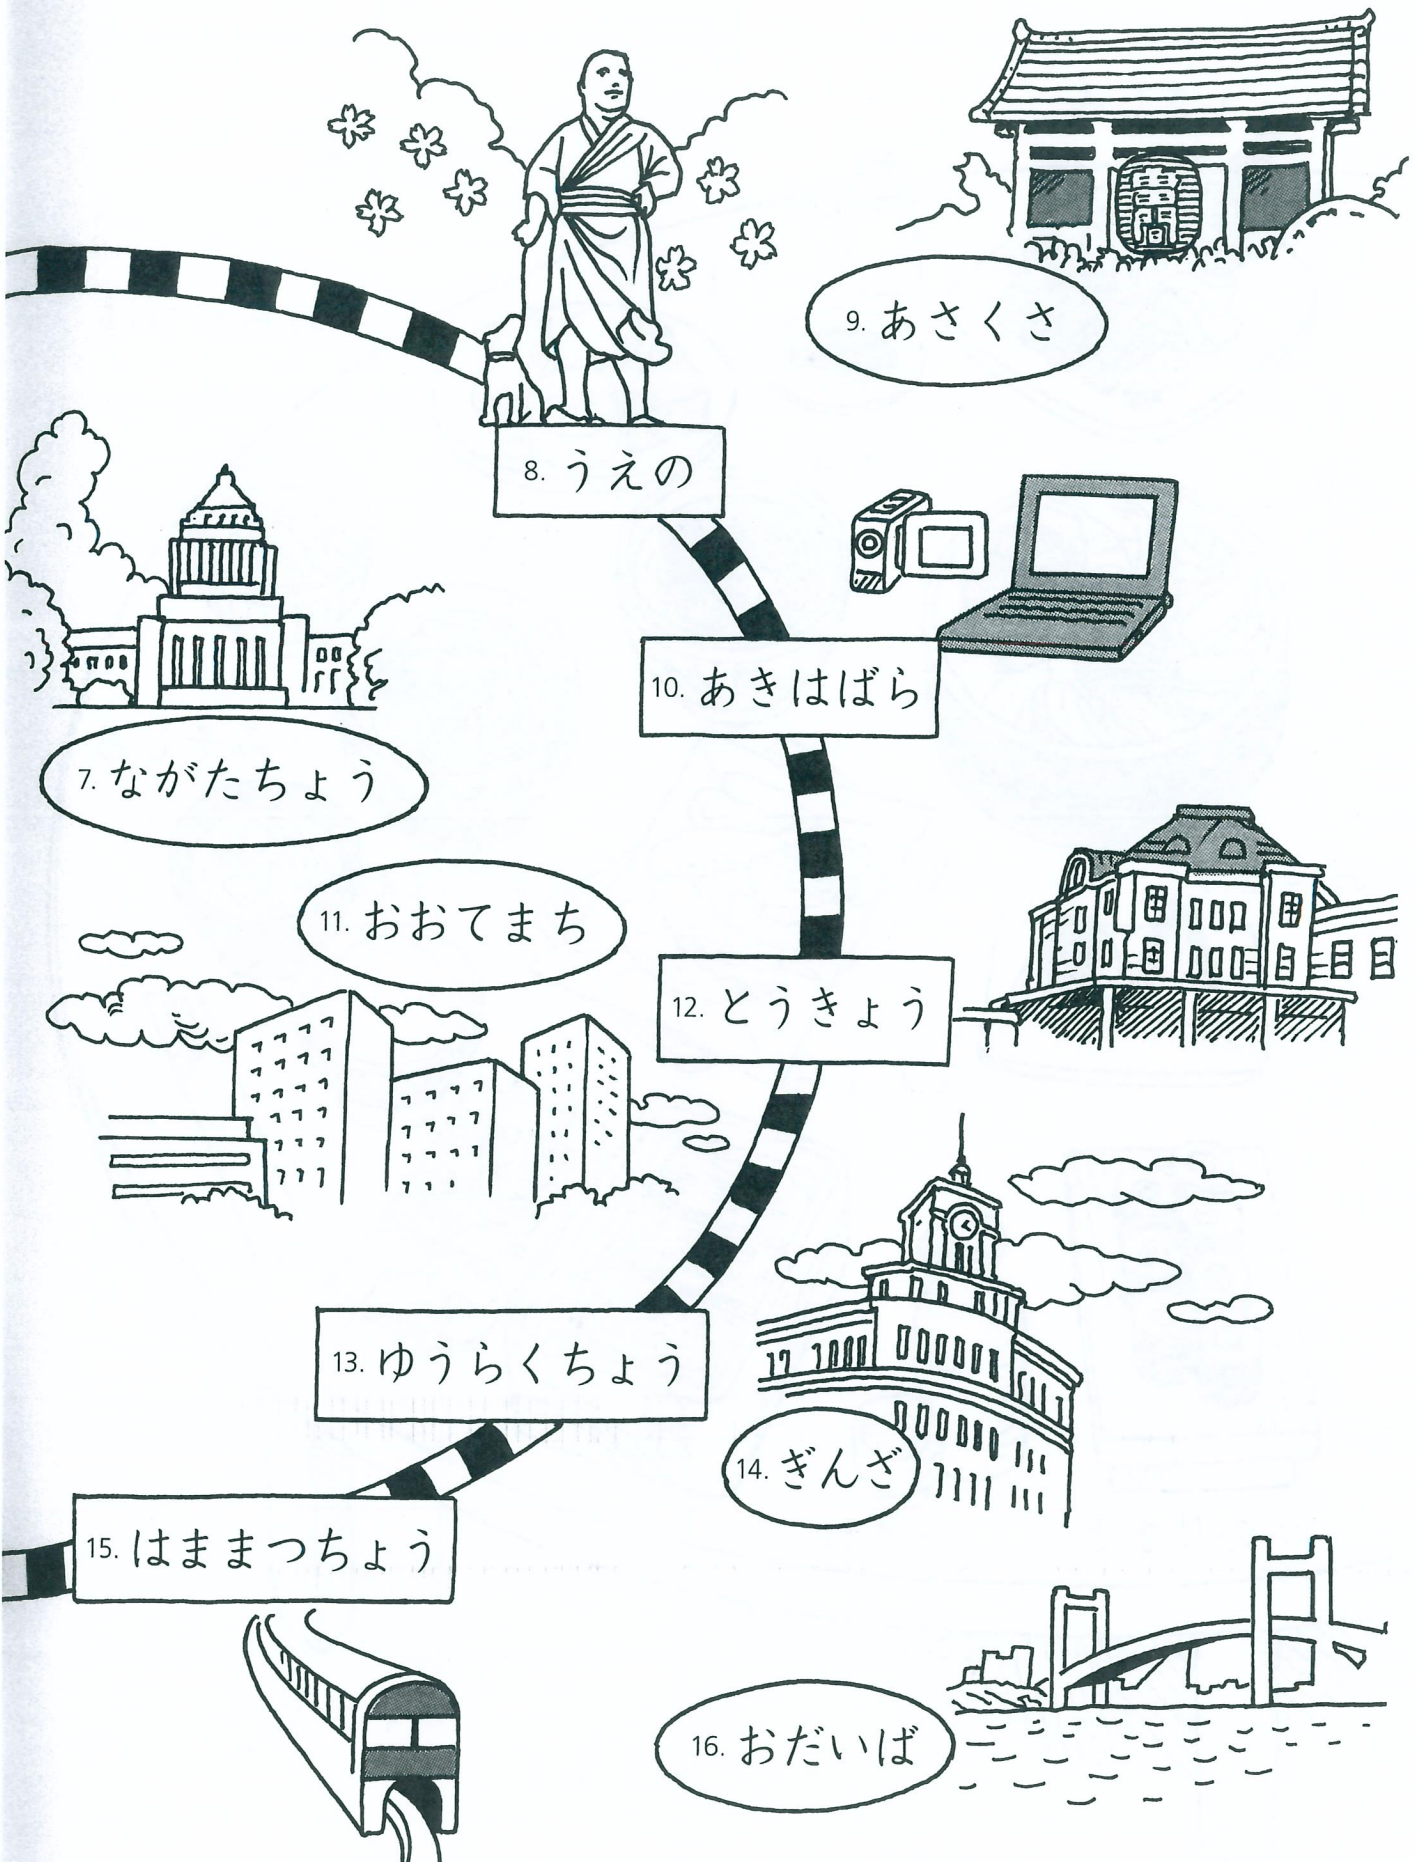 7. ながたちょう
8. うえの
9. あさくさ
10. あきはばら
11. おおてまち
12. とうきょう
13. ゆうらくちょう
14. ぎんざ
15. はままつちょう
16. おだいば